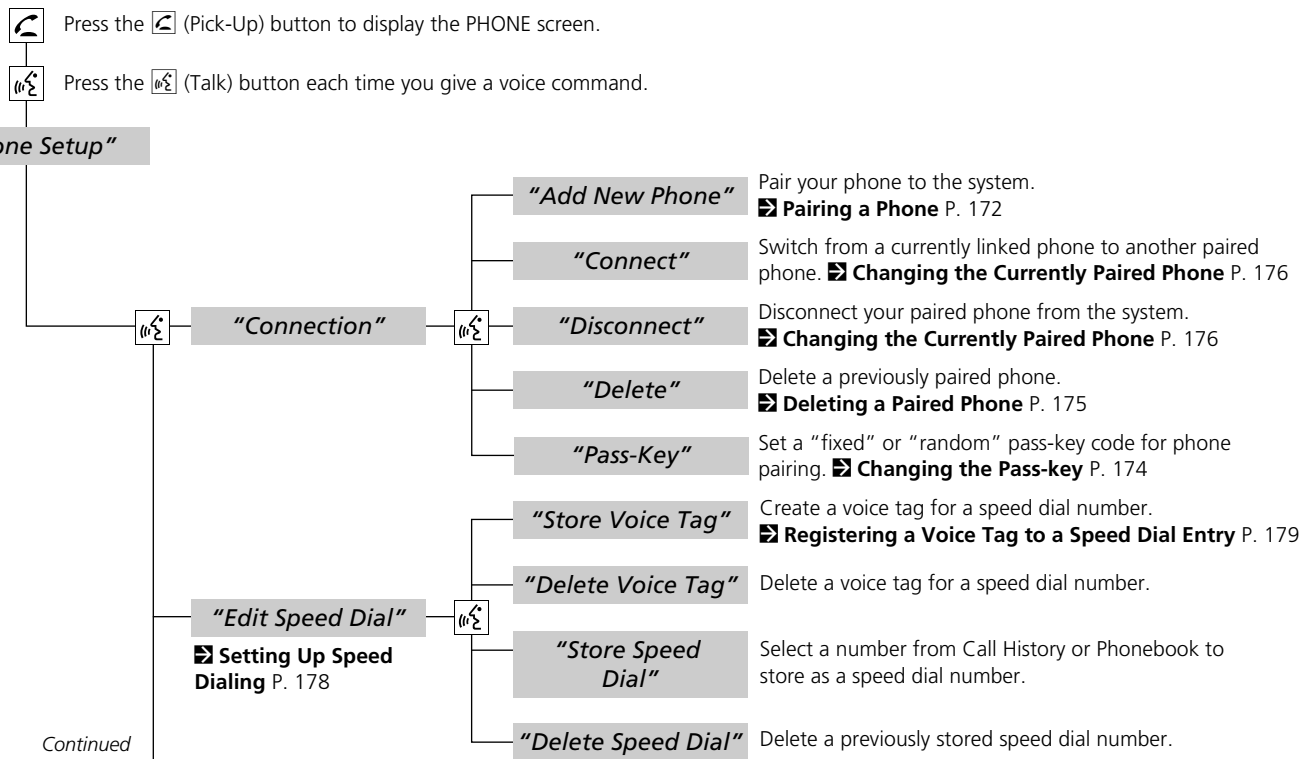 Press the (Pick-Up) button to display the PHONE screen.
Press the (Talk) button each time you give a voice command.
one Setup”
“Connection”
“Add New Phone”
Pair your phone to the system.
Pairing a Phone P. 172
“Connect”
Switch from a currently linked phone to another paired
phone. Changing the Currently Paired Phone P. 176
“Disconnect”
Disconnect your paired phone from the system.
Changing the Currently Paired Phone P. 176
“Delete”
Delete a previously paired phone.
Deleting a Paired Phone P. 175
“Pass-Key”
Set a “fixed” or “random” pass-key code for phone
pairing. Changing the Pass-key P. 174
“Edit Speed Dial”
Setting Up Speed
Dialing P. 178
“Store Voice Tag”
Create a voice tag for a speed dial number.
Registering a Voice Tag to a Speed Dial Entry P. 179
“Delete Voice Tag”
Delete a voice tag for a speed dial number.
“Store Speed
Dial”
Select a number from Call History or Phonebook to
store as a speed dial number.
“Delete Speed Dial”
Delete a previously stored speed dial number.
Continued